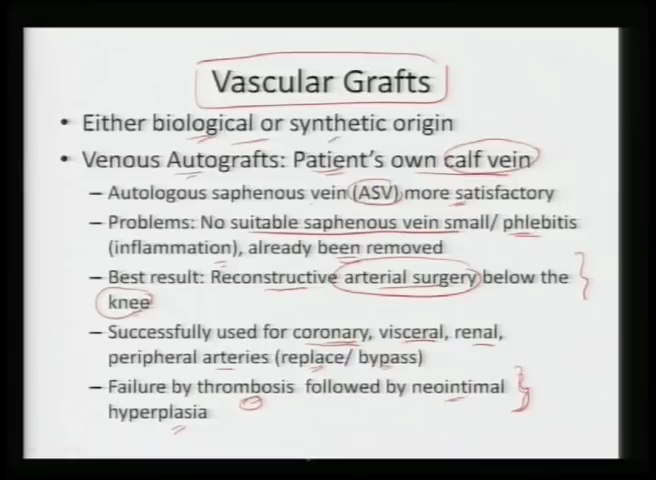 Vascular Grafts
• Either biological or synthetic origin
• Venous Autografts: Patient's own calf vein
– Autologous saphenous vein (ASV) more satisfactory
– Problems: No suitable saphenous vein small/ phlebitis
(inflammation), already been removed
– Best result: Reconstructive arterial surgery below the
knee
– Successfully used for coronary, visceral, renal,
peripheral arteries (replace/ bypass)
– Failure by thrombosis followed by neointimal
hyperplasia